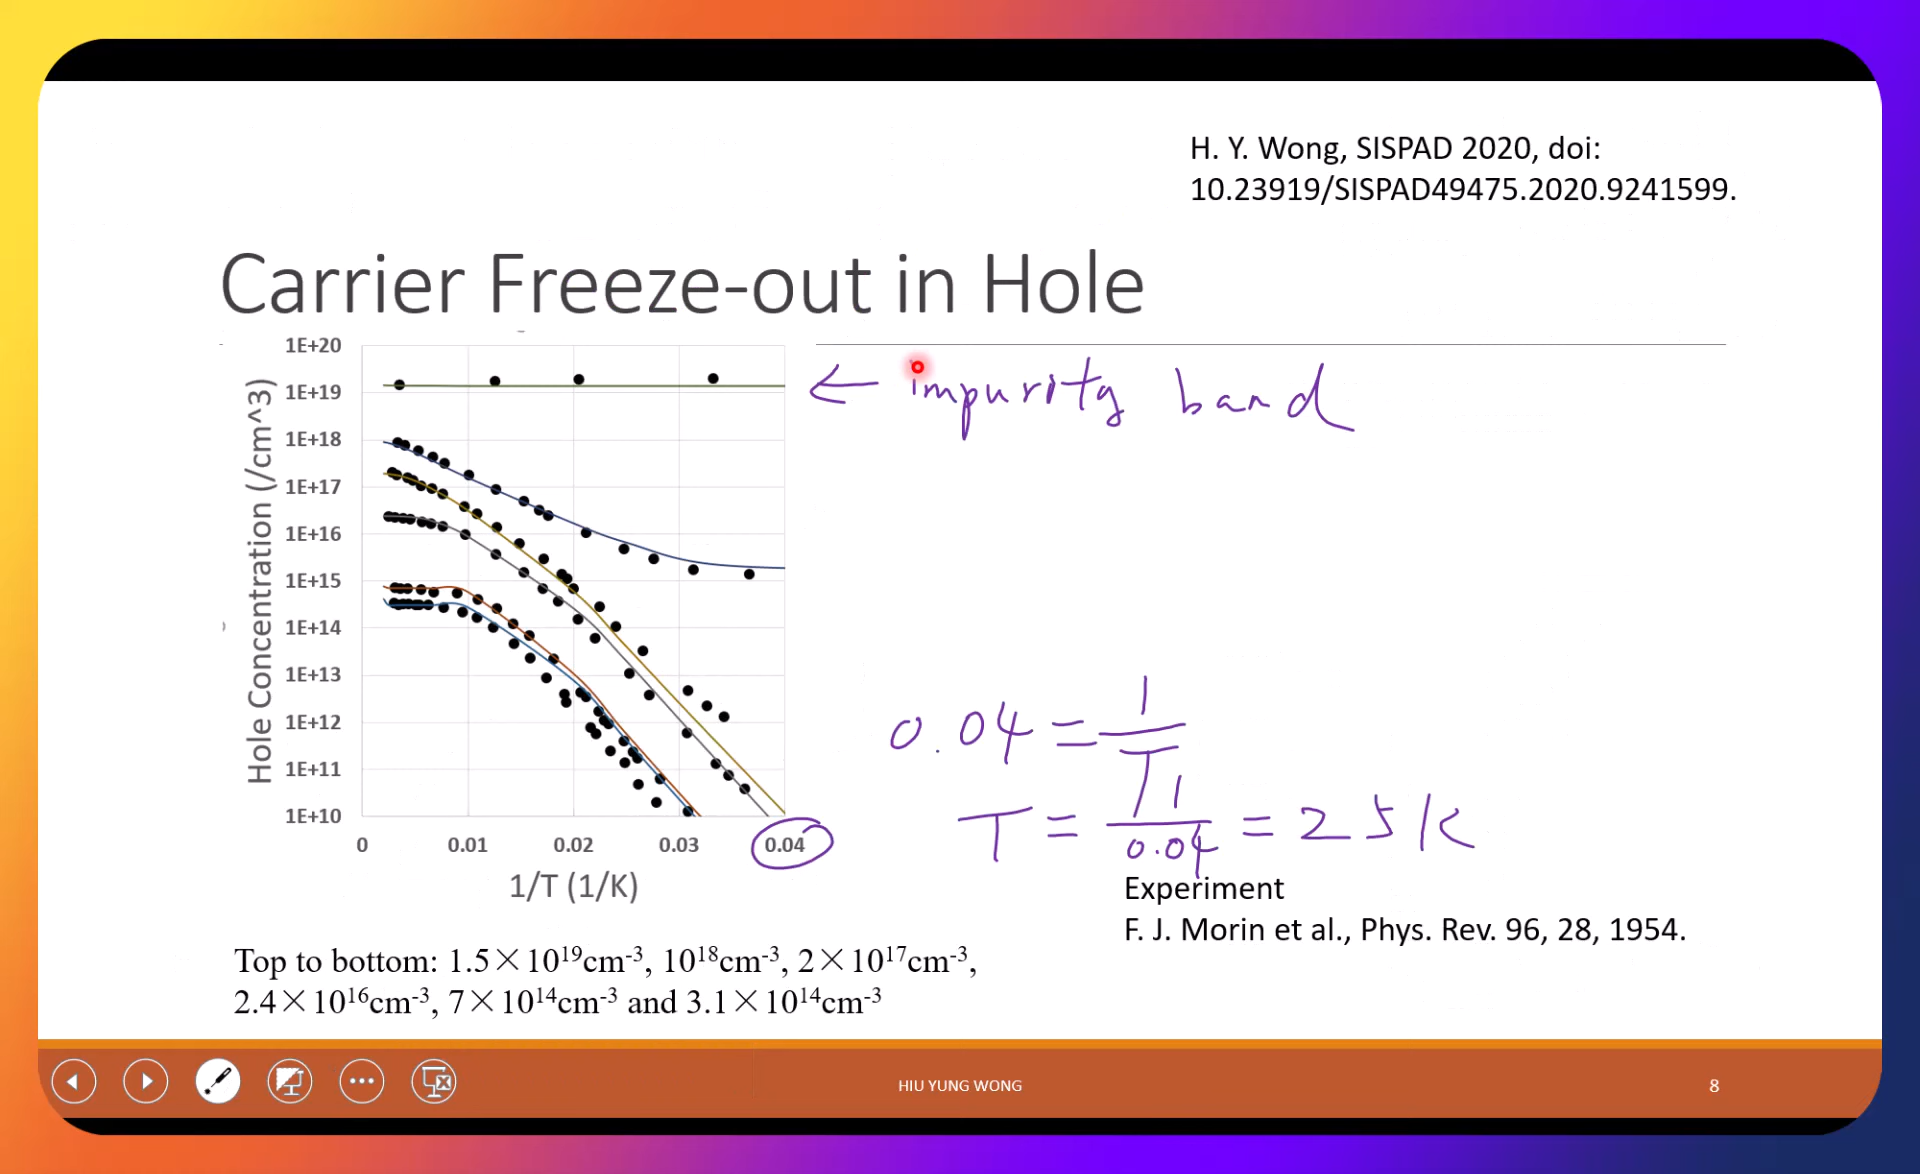 H. Y. Wong, SISPAD 2020, doi:
10.23919/SISPAD49475.2020.9241599.
Carrier Freeze-out in Hole
1E+20
1E+19
1E+18
1E+17
1E+16
1E+15
1E+14
1E+13
1E+12
1E+11
1E+10
Hole Concentration (/cm^3)
0 0.01 0.02 0.03 0.04
1/T (1/K)
← impurity band
0.04 = 1/T
T = 1/0.04 = 25K
Experiment
F. J. Morin et al., Phys. Rev. 96, 28, 1954.
Top to bottom: 1.5×10¹⁹cm⁻³, 10¹⁸cm⁻³, 2×10¹⁷cm⁻³,
2.4×10¹⁶cm⁻³, 7×10¹⁴cm⁻³ and 3.1×10¹⁴cm⁻³
HIU YUNG WONG
8